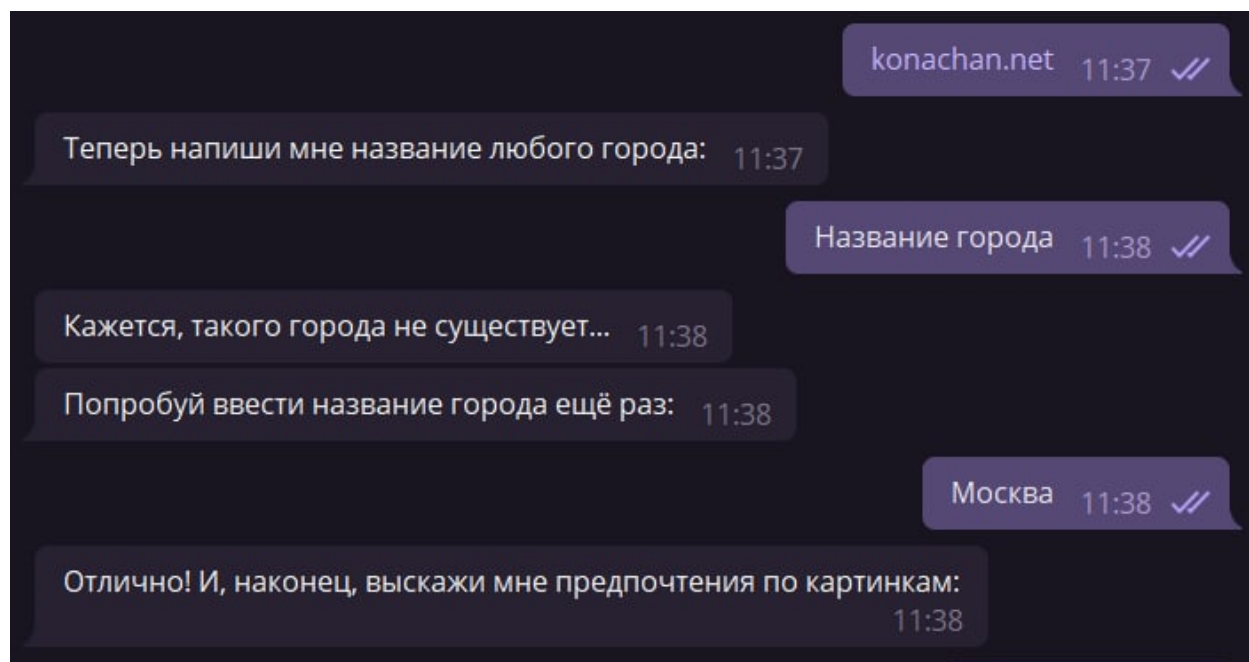 konachan.net 11:37
Теперь напиши мне название любого города: 11:37
Название города 11:38
Кажется, такого города не существует... 11:38
Попробуй ввести название города ещё раз: 11:38
Москва 11:38
Отлично! И, наконец, выскажи мне предпочтения по картинкам:
11:38